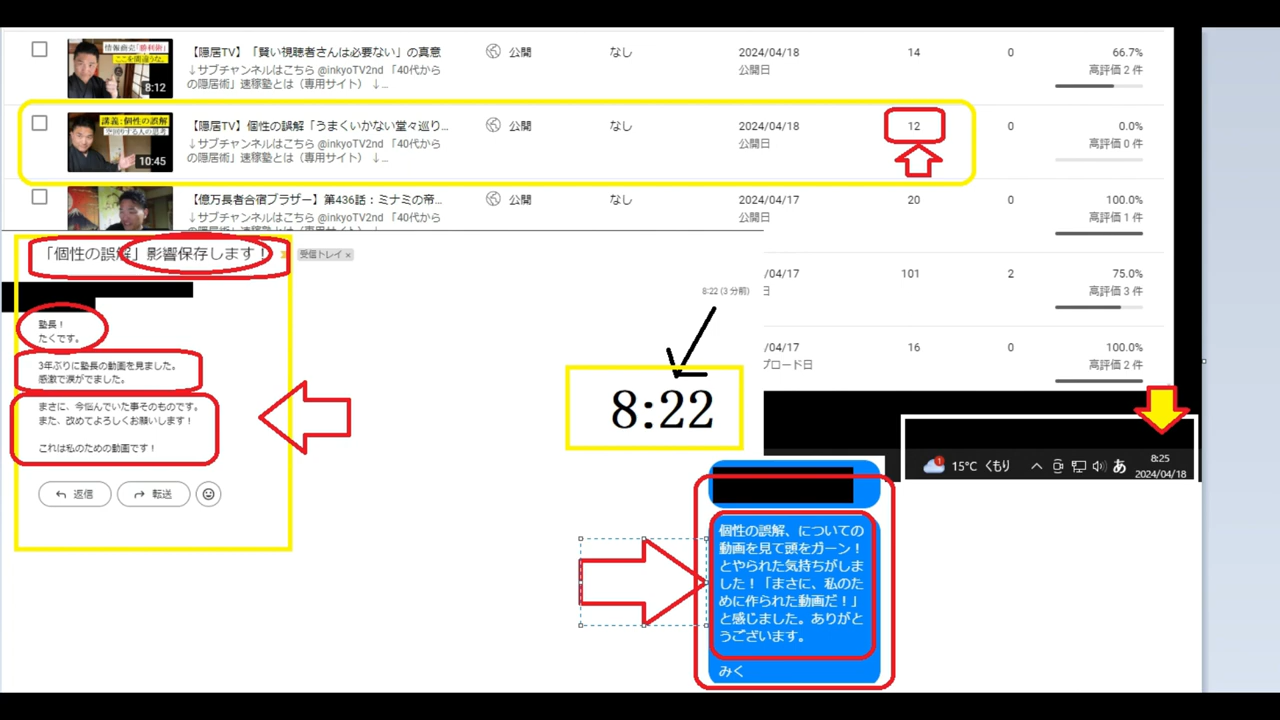 情報商売「勝利術」
ここを間違うな。
8:12
【隠居TV】「賢い視聴者さんは必要ない」の真意
↓サブチャンネルはこちら @inkyoTV2nd 「40代から
の隠居術」速稼塾とは（専用サイト） ↓...
公開
なし
2024/04/18
公開日
14
0
66.7%
高評価 2 件
講義:個性の誤解
空回りする人の思考
10:45
【隠居TV】個性の誤解「うまくいかない堂々巡り...
↓サブチャンネルはこちら @inkyoTV2nd 「40代から
の隠居術」速稼塾とは（専用サイト） ↓...
公開
なし
2024/04/18
公開日
12
0
0.0%
高評価 0 件
【億万長者合宿ブラザー】第436話：ミナミの帝...
↓サブチャンネルはこちら @inkyoTV2nd 「40代から
の隠居術」速稼塾とは（専用サイト） ↓...
公開
なし
2024/04/17
公開日
20
0
100.0%
高評価 1 件
/04/17
日
101
2
75.0%
高評価 3 件
/04/17
プロード日
16
0
100.0%
高評価 2 件
「個性の誤解」影響保存します！
受信トレイ ×
8:22 (3 分前)
塾長！
たくです。
3年ぶりに塾長の動画を見ました。
感激で涙がでました。
まさに、今悩んでいた事そのものです。
また、改めてよろしくお願いします！
これは私のための動画です！
返信
転送
8:22
1
15°C くもり
あ
8:25
2024/04/18
個性の誤解、についての
動画を見て頭をガーン！
とやられた気持ちがしま
した！「まさに、私のた
めに作られた動画だ！」
と感じました。ありがと
うございます。
みく